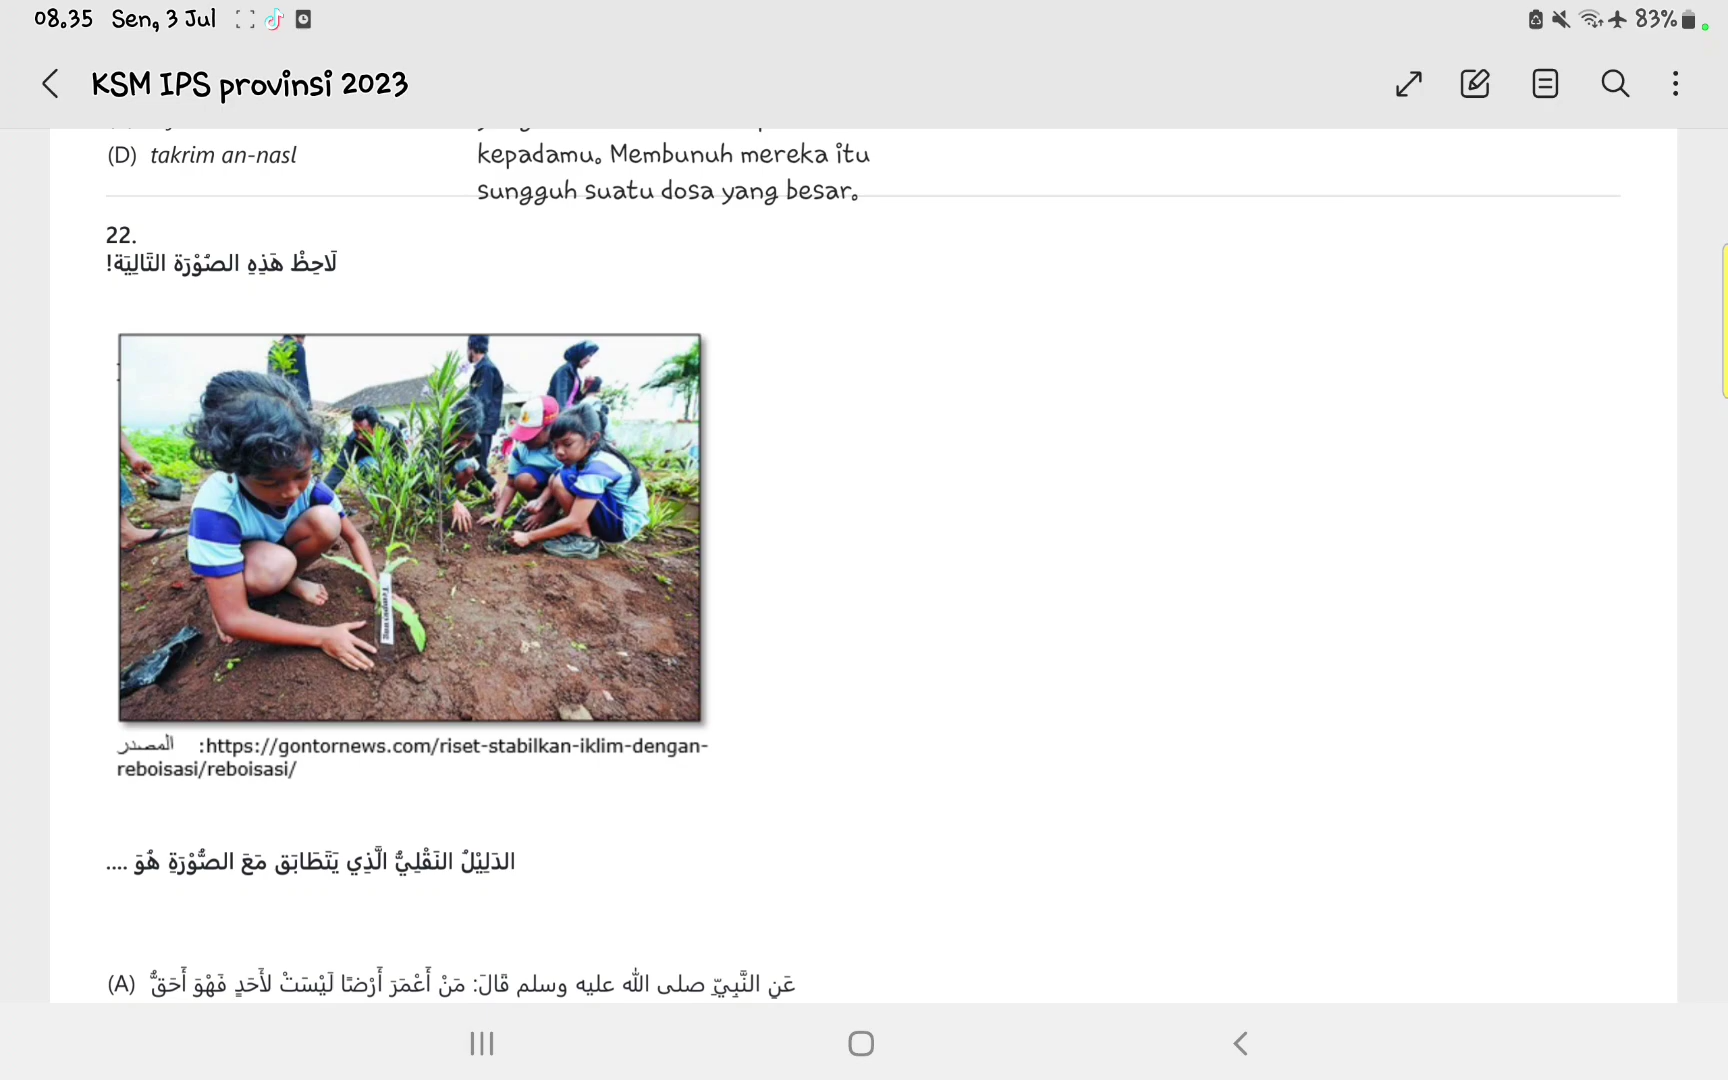 08.35 Sen, 3 Jul 83%
KSM IPS provinsi 2023
(D) takrim an-nasl
kepadamu. Membunuh mereka itu
sungguh suatu dosa yang besar.
22.
لَاحِظْ هَذِهِ الصُوْرَة التَالِيَة!
المصدر :https://gontornews.com/riset-stabilkan-iklim-dengan-
reboisasi/reboisasi/
الدَلِيْلُ النَقْلِيُّ الَّذِي يَتَطَابَق مَعَ الصُّوْرَةِ هُوَ ....
(A) عَنِ النَّبِيِّ صلى الله عليه وسلم قَالَ: مَنْ أَعْمَرَ أَرْضًا لَيْسَتْ لأَحَدٍ فَهْوَ أَحَقُّ